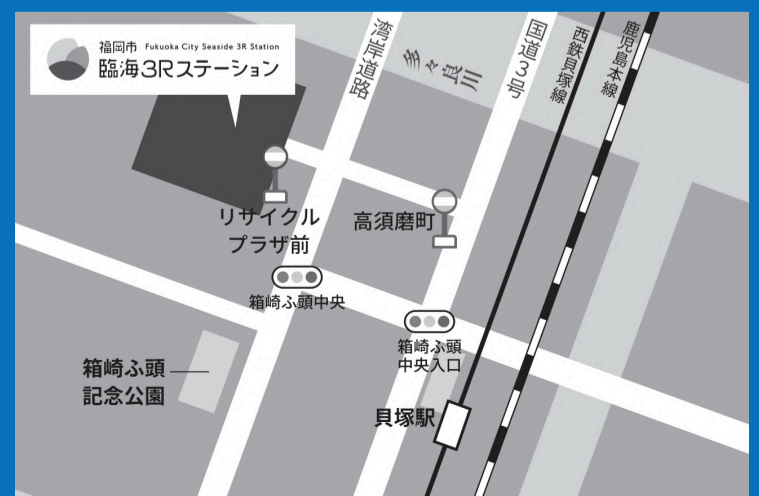 福岡市 Fukuoka City Seaside 3R Station
臨海3Rステーション
湾岸道路
多々良川
国道3号
西鉄貝塚線
鹿児島本線
リサイクル
プラザ前
高須磨町
箱崎ふ頭中央
箱崎ふ頭
中央入口
箱崎ふ頭
記念公園
貝塚駅